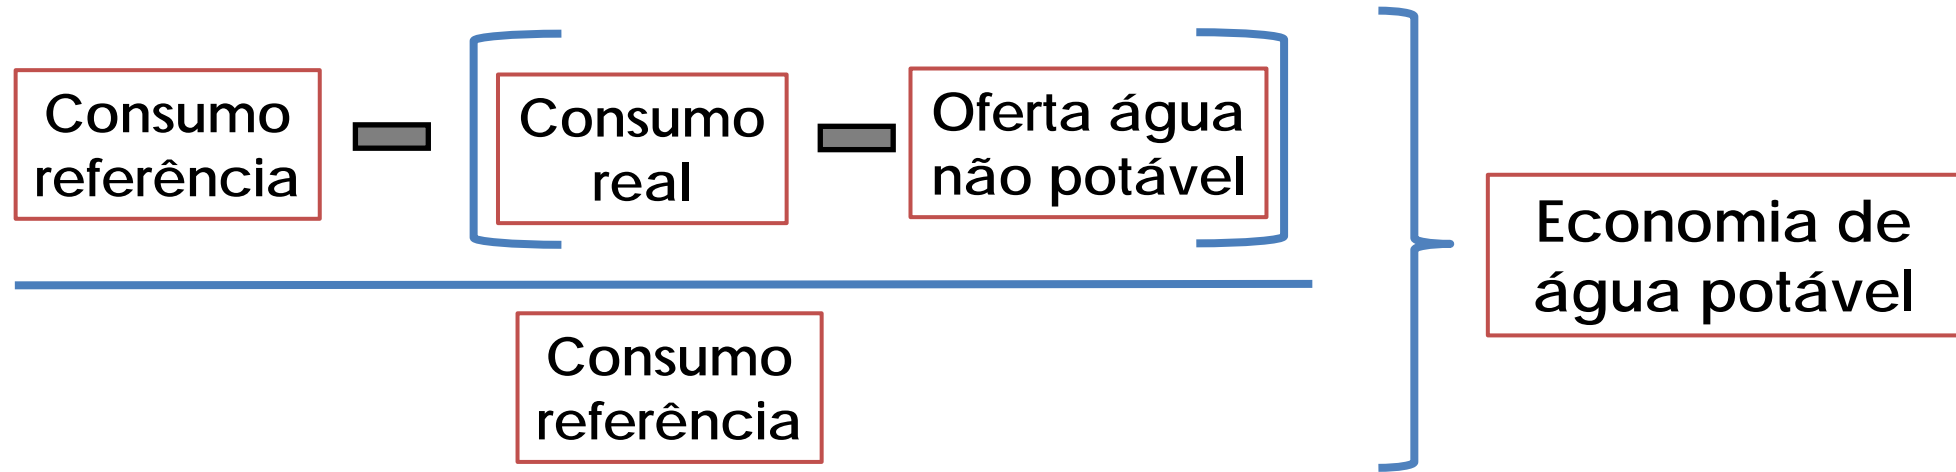 Consumo
referência
Consumo
real
Oferta água
não potável
Consumo
referência
Economia de
água potável